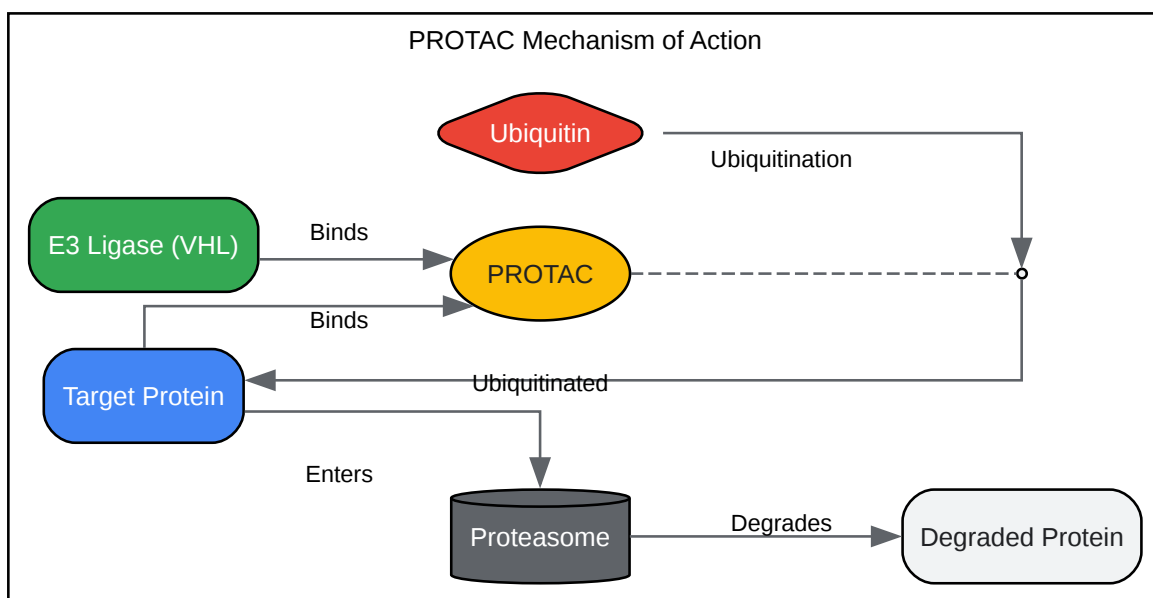 PROTAC Mechanism of Action
Ubiquitin
Ubiquitination
E3 Ligase (VHL)
Binds
PROTAC
Binds
Target Protein
Ubiquitinated
Enters
Proteasome
Degrades
Degraded Protein